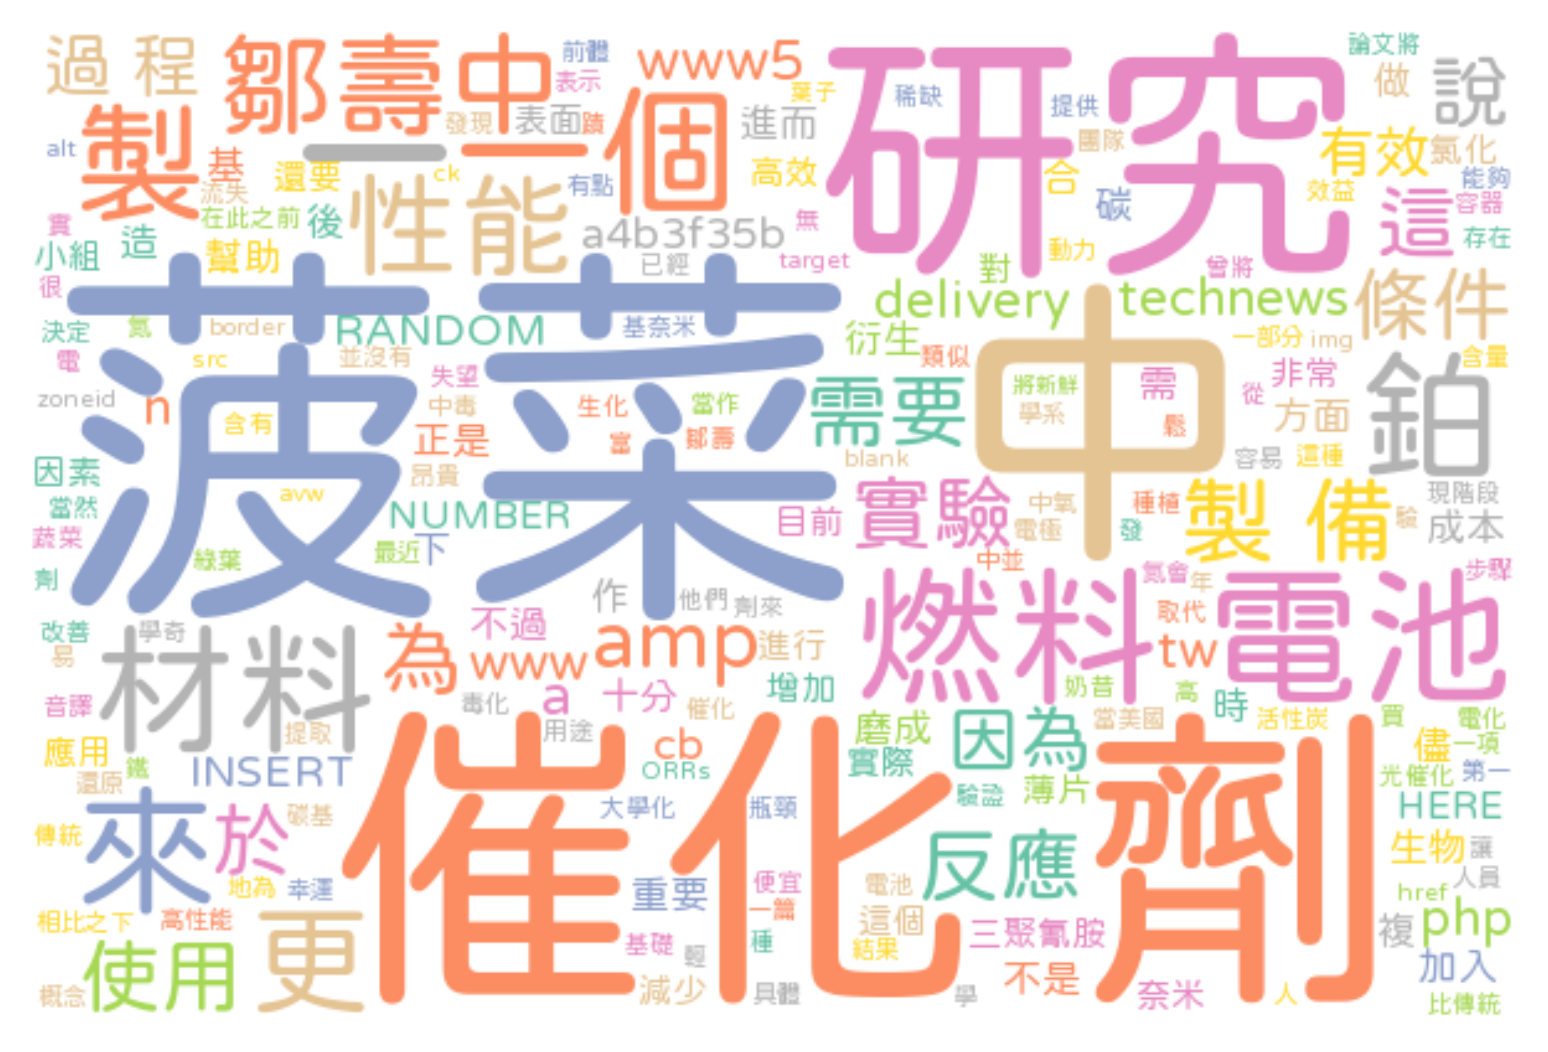 過程
鄒壽中
www5
研究
論文將
前體
表示
葉子
稀缺
提供
做
說
製
基
發現
表面
蹟
個
進而
團隊
有效
氯化
alt
流失
還要
一
一
ck
有點
高效
合
碳
效益
能夠
容器
實
在此之前
後
性能
a4b3f35b
無
這
存在
小組
造
幫助
已經
target
動力
對
曾將
很
delivery
technews
條件
決定
氮
border
RANDOM
基奈米
衍生
類似
一部分
img
含量
電
src
並沒有
菠菜
失望
需要
中
將新鮮
需
從
非常
鉑
zoneid
n
含有
中毒
生化
當作
學系
鬆
方面
正是
富
鄒壽
blank
容易
這種
因素
昂貴
avw
當然
NUMBER
目前
實驗
中氧
電極
種植
發
製備
驗
現階段
成本
蔬菜
綠葉
最近
下
中並
劑
作
他們
劑來
燃料電池
氮會
年
步驟
改善
易
學奇
材料
為
不過
www
amp
進行
取代
tw
音譯
毒化
a
十分
催化
增加
奶昔
高
時
提取
用途
磨成
因為
當美國
活性炭
買
電化
應用
還原
鐵
INSERT
cb
ORRs
實際
儘
一項
光催化
第一
來
於
碳基
催化劑
大學化
瓶頸
驗證
薄片
HERE
傳統
反應
生物
讓
地為
幸運
重要
便宜
電池
href
人員
相比之下
高性能
一篇
這個
三聚氰胺
複
php
使用
更
基礎
輕
種
結果
不是
加入
概念
減少
具體
學
奈米
人
比傳統